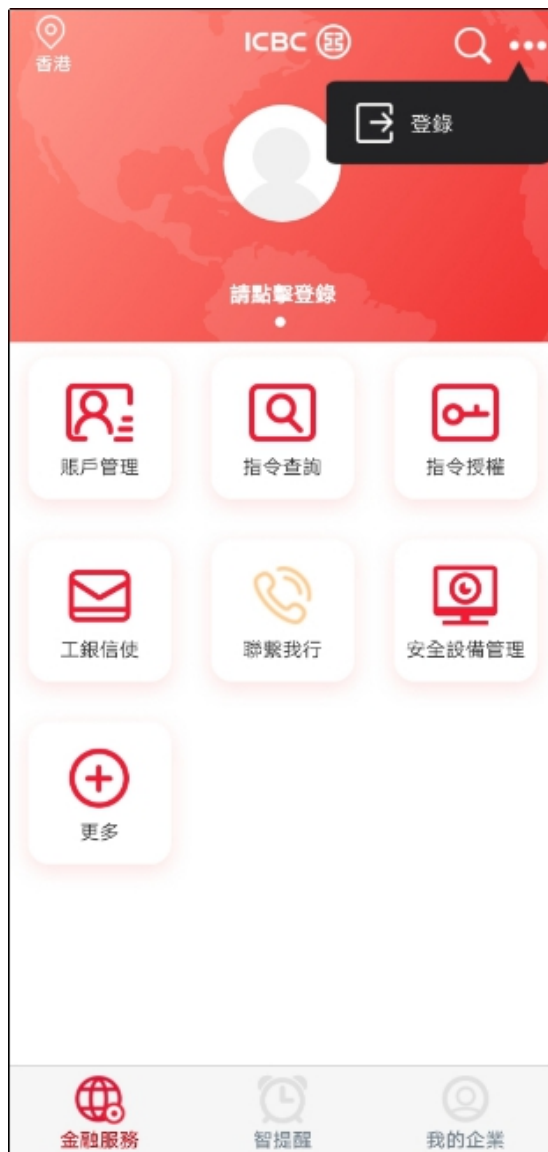 ICBC
香港
登錄
請點擊登錄
賬戶管理
指令查詢
指令授權
工銀信使
聯繫我行
安全設備管理
更多
金融服務
智提醒
我的企業